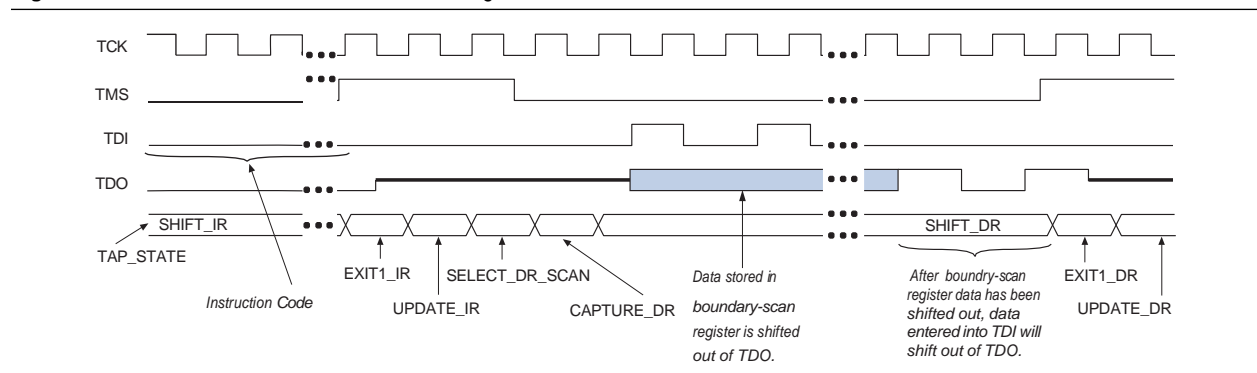 TCK
TMS
TDI
TDO
SHIFT_IR
SHIFT_DR
TAP_STATE
EXIT1_IR
SELECT_DR_SCAN
Instruction Code
UPDATE_IR
CAPTURE_DR
Data stored in
boundary-scan
register is shifted
out of TDO.
After boundry-scan
register data has been
shifted out, data
entered into TDI will
shift out of TDO.
EXIT1_DR
UPDATE_DR